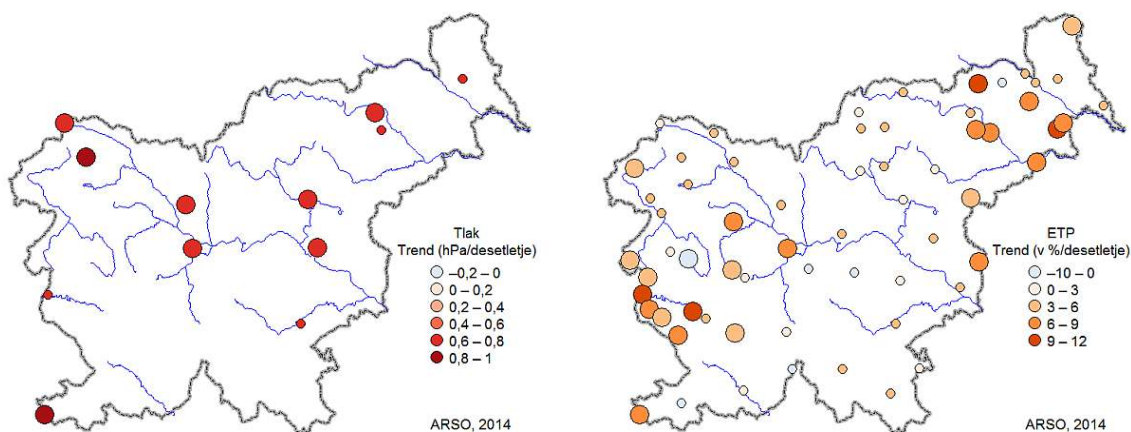 Tlak
Trend (hPa/desetletje)
−0,2 – 0
0 – 0,2
0,2 – 0,4
0,4 – 0,6
0,6 – 0,8
0,8 – 1
ARSO, 2014
ETP
Trend (v %/desetletje)
−10 – 0
0 – 3
3 – 6
6 – 9
9 – 12
ARSO, 2014